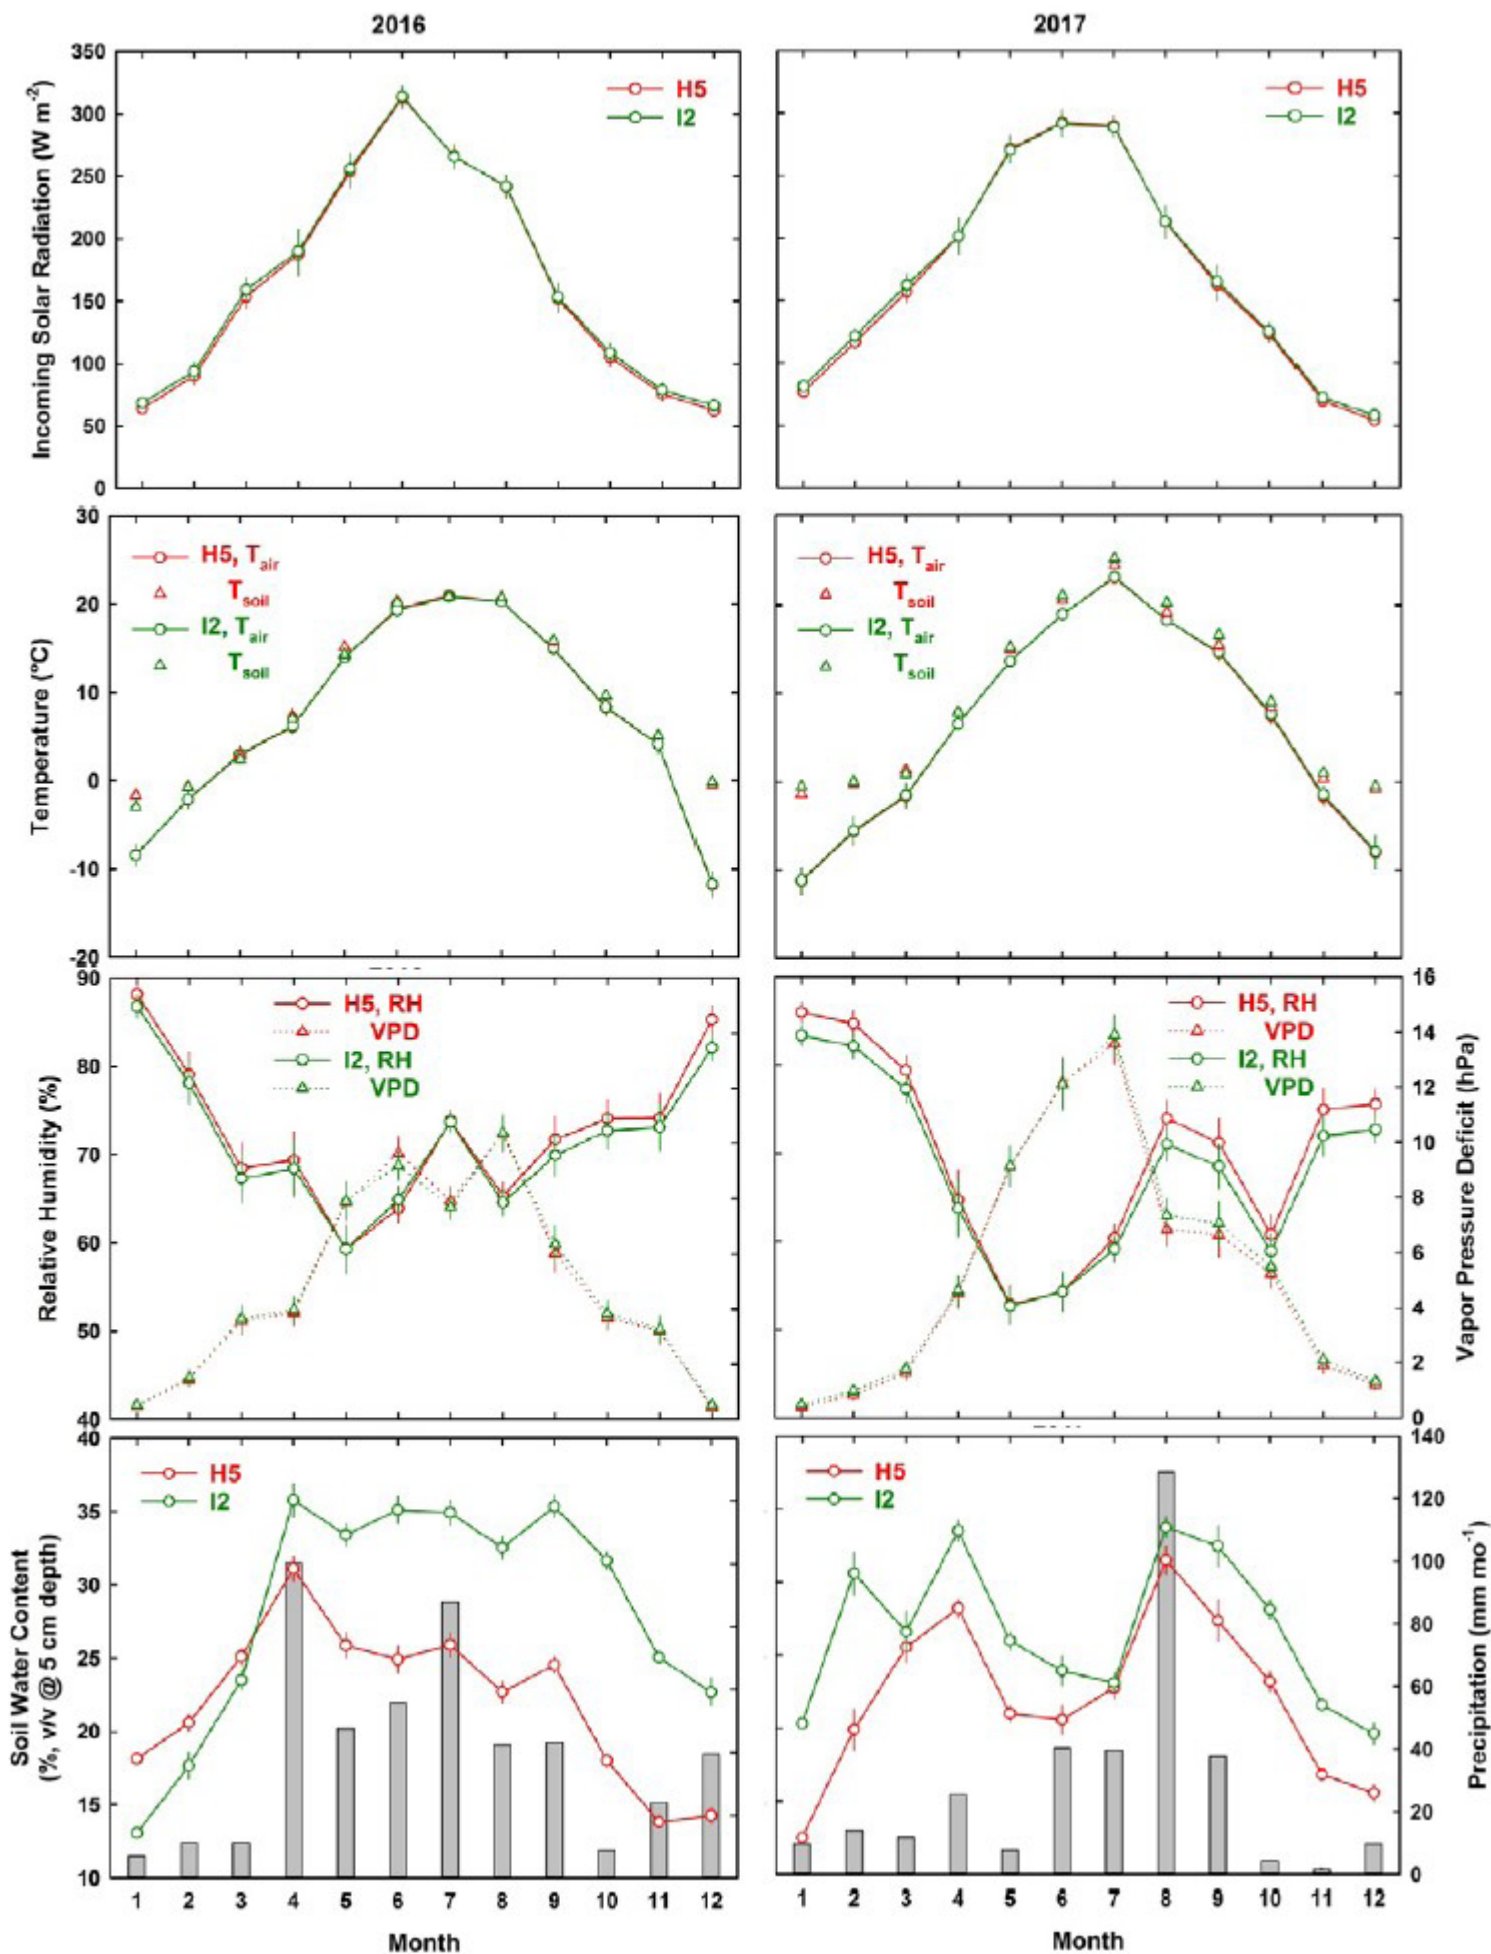 2016
2017
Incoming Solar Radiation (W m-2)
350
300
250
200
150
100
50
0
H5
I2
H5
I2
Temperature (ºC)
30
20
10
0
-10
-20
H5, Tair
Tsoil
I2, Tair
Tsoil
H5, Tair
Tsoil
I2, Tair
Tsoil
Relative Humidity (%)
90
80
70
60
50
40
H5, RH
VPD
I2, RH
VPD
H5, RH
VPD
I2, RH
VPD
16
14
12
10
8
6
4
2
0
Vapor Pressure Deficit (hPa)
Soil Water Content
(%, v/v @ 5 cm depth)
40
35
30
25
20
15
10
H5
I2
H5
I2
140
120
100
80
60
40
20
0
Precipitation (mm mo-1)
1 2 3 4 5 6 7 8 9 10 11 12
1 2 3 4 5 6 7 8 9 10 11 12
Month
Month